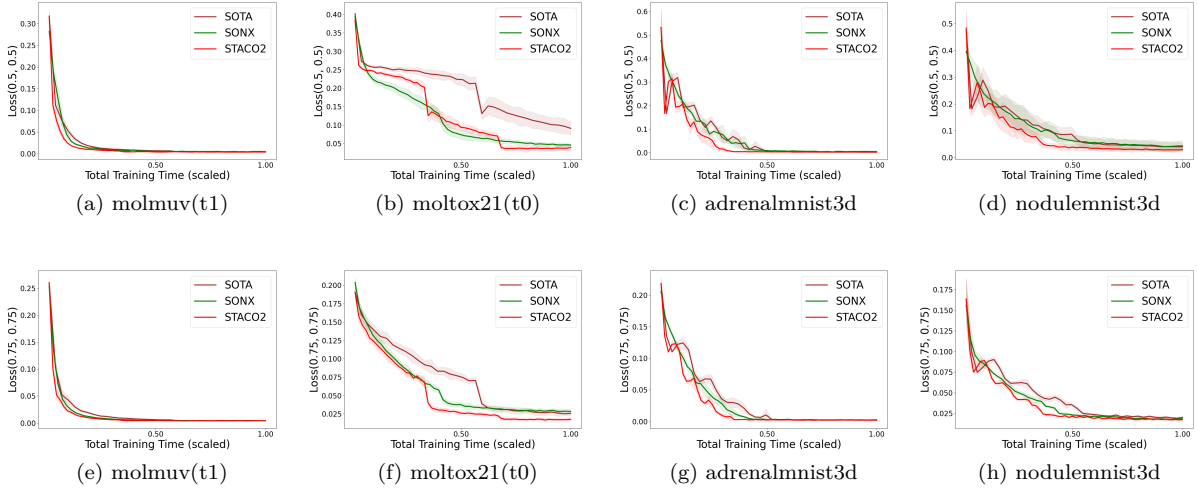 SOTA
SONX
STACO2
Loss(0.5, 0.5)
0.30
0.25
0.20
0.15
0.10
0.05
0.00
0.50
1.00
Total Training Time (scaled)
(a) molmuv(t1)
SOTA
SONX
STACO2
Loss(0.5, 0.5)
0.40
0.35
0.30
0.25
0.20
0.15
0.10
0.05
0.50
1.00
Total Training Time (scaled)
(b) moltox21(t0)
SOTA
SONX
STACO2
Loss(0.5, 0.5)
0.6
0.5
0.4
0.3
0.2
0.1
0.0
0.50
1.00
Total Training Time (scaled)
(c) adrenalmnist3d
SOTA
SONX
STACO2
Loss(0.5, 0.5)
0.5
0.4
0.3
0.2
0.1
0.0
0.50
1.00
Total Training Time (scaled)
(d) nodulemnist3d
SOTA
SONX
STACO2
Loss(0.75, 0.75)
0.25
0.20
0.15
0.10
0.05
0.00
0.50
1.00
Total Training Time (scaled)
(e) molmuv(t1)
SOTA
SONX
STACO2
Loss(0.75, 0.75)
0.200
0.175
0.150
0.125
0.100
0.075
0.050
0.025
0.50
1.00
Total Training Time (scaled)
(f) moltox21(t0)
SOTA
SONX
STACO2
Loss(0.75, 0.75)
0.20
0.15
0.10
0.05
0.00
0.50
1.00
Total Training Time (scaled)
(g) adrenalmnist3d
SOTA
SONX
STACO2
Loss(0.75, 0.75)
0.175
0.150
0.125
0.100
0.075
0.050
0.025
0.50
1.00
Total Training Time (scaled)
(h) nodulemnist3d